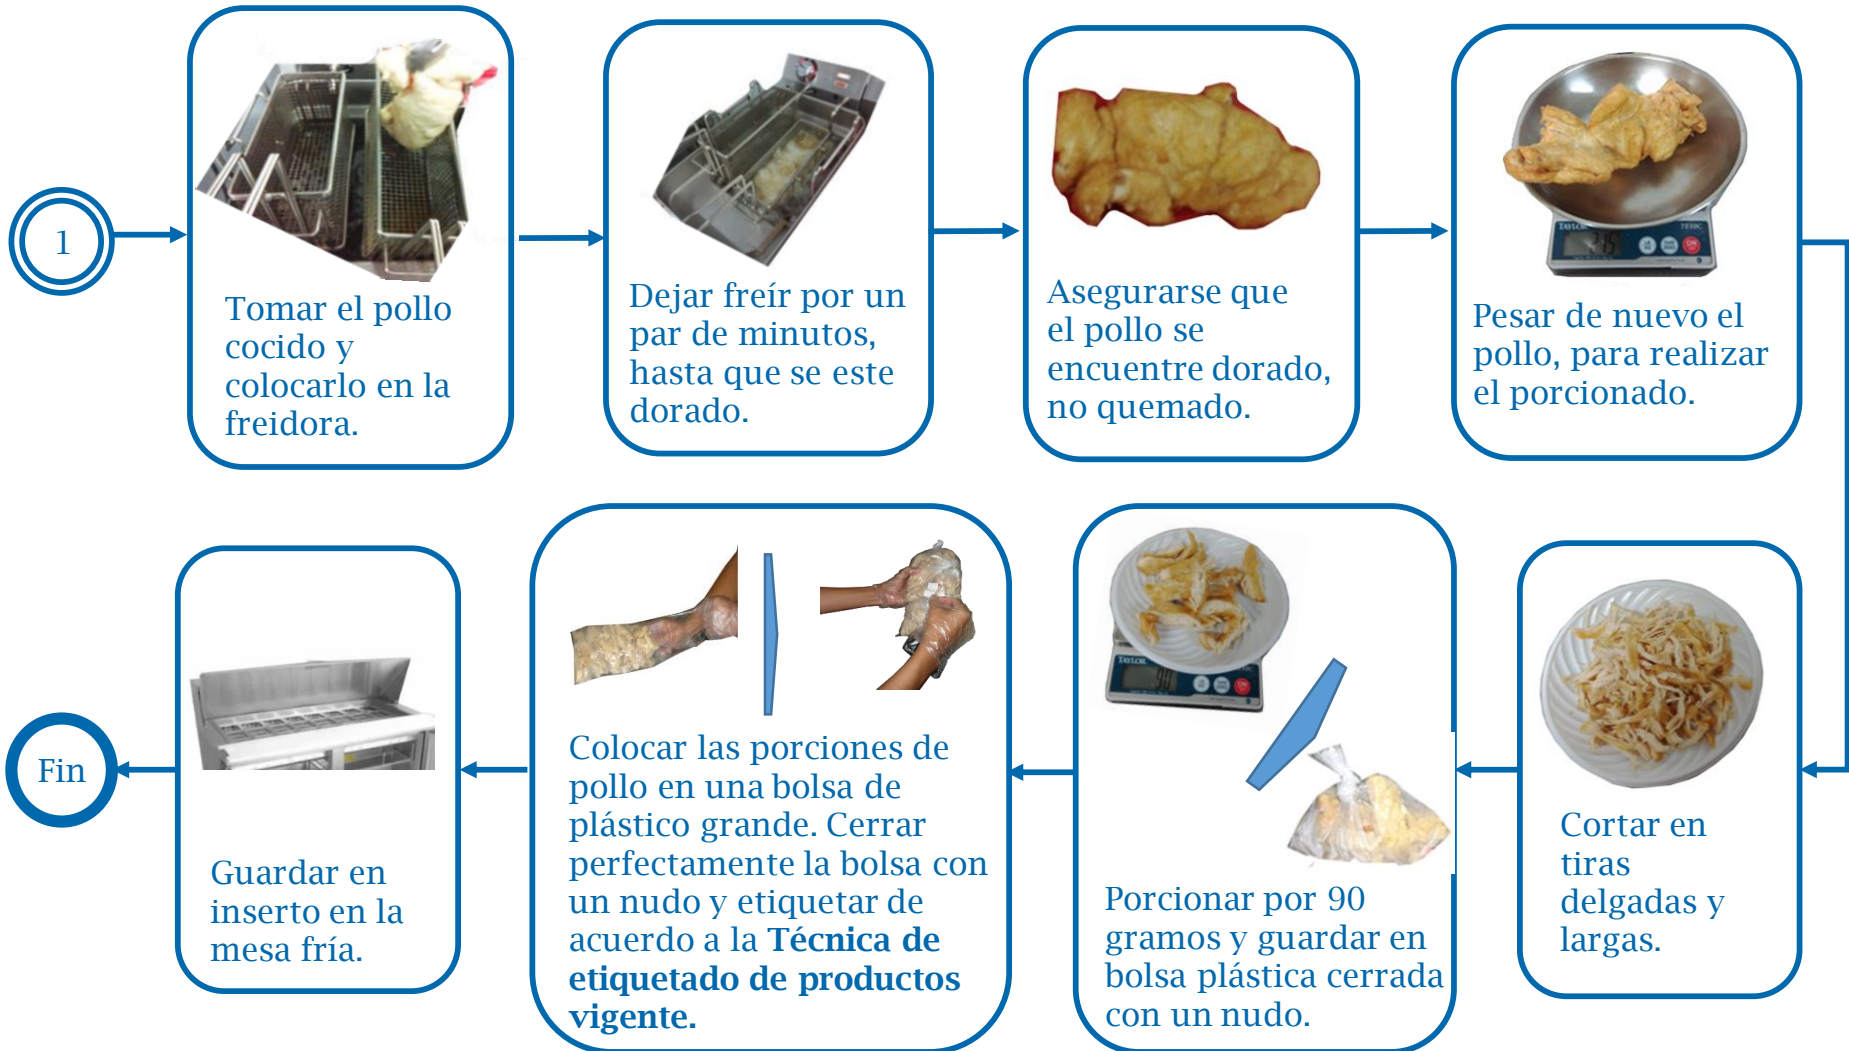 1
Tomar el pollo
cocido y
colocarlo en la
freidora.
Dejar freír por un
par de minutos,
hasta que se este
dorado.
Asegurarse que
el pollo se
encuentre dorado,
no quemado.
TAYLOR
ON
Pesar de nuevo el
pollo, para realizar
el porcionado.
Cortar en
tiras
delgadas y
largas.
TAYLOR
ON
Porcionar por 90
gramos y guardar en
bolsa plástica cerrada
con un nudo.
Colocar las porciones de
pollo en una bolsa de
plástico grande. Cerrar
perfectamente la bolsa con
un nudo y etiquetar de
acuerdo a la Técnica de
etiquetado de productos
vigente.
Guardar en
inserto en la
mesa fría.
Fin